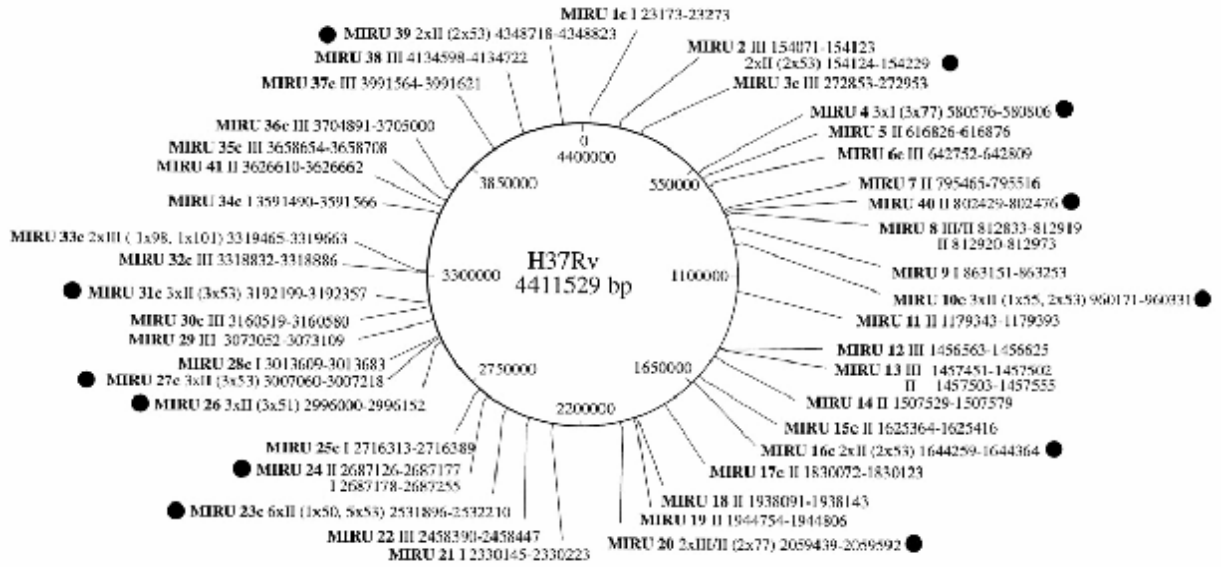 MIRU 1c I 23173-23273
MIRU 2 III 154071-154123
2xII (2x53) 154124-154229
MIRU 3c III 272853-272953
MIRU 4 3xI (3x77) 580576-580806
MIRU 5 II 616826-616876
MIRU 6c III 642752-642809
MIRU 7 II 795465-795516
MIRU 40 II 802429-802476
MIRU 8 III/II 812833-812919
II 812920-812973
MIRU 9 I 863151-863253
MIRU 10c 3xII (1x55, 2x53) 960171-960331
MIRU 11 II 1179343-1179393
MIRU 12 III 1456563-1456625
MIRU 13 III 1457451-1457502
II 1457503-1457555
MIRU 14 II 1507529-1507579
MIRU 15c II 1625364-1625416
MIRU 16c 2xII (2x53) 1644259-1644364
MIRU 17c II 1830072-1830123
MIRU 18 II 1938091-1938143
MIRU 19 II 1944754-1944806
MIRU 20 2xIII/II (2x77) 2059439-2059592
MIRU 21 I 2330145-2330223
MIRU 22 III 2458390-2458447
MIRU 23c 6xII (1x50, 5x53) 2531896-2532210
MIRU 24 II 2687126-2687177
I 2687178-2687255
MIRU 25c I 2716313-2716389
MIRU 26 3xII (3x51) 2996000-2996152
MIRU 27c 3xII (3x53) 3007060-3007218
MIRU 28c I 3013609-3013683
MIRU 29 III 3073052-3073109
MIRU 30c III 3160519-3160580
MIRU 31c 3xII (3x53) 3192199-3192357
MIRU 32c III 3318832-3318886
MIRU 33c 2xIII ( 1x98, 1x101) 3319465-3319663
MIRU 34c I 3591490-3591566
MIRU 41 II 3626610-3626662
MIRU 35c III 3658654-3658708
MIRU 36c III 3704891-3705000
MIRU 37c III 3991564-3991621
MIRU 38 III 4134598-4134722
MIRU 39 2xII (2x53) 4348718-4348823
0
4400000
550000
1100000
1650000
2200000
2750000
3300000
3850000
H37Rv
4411529 bp